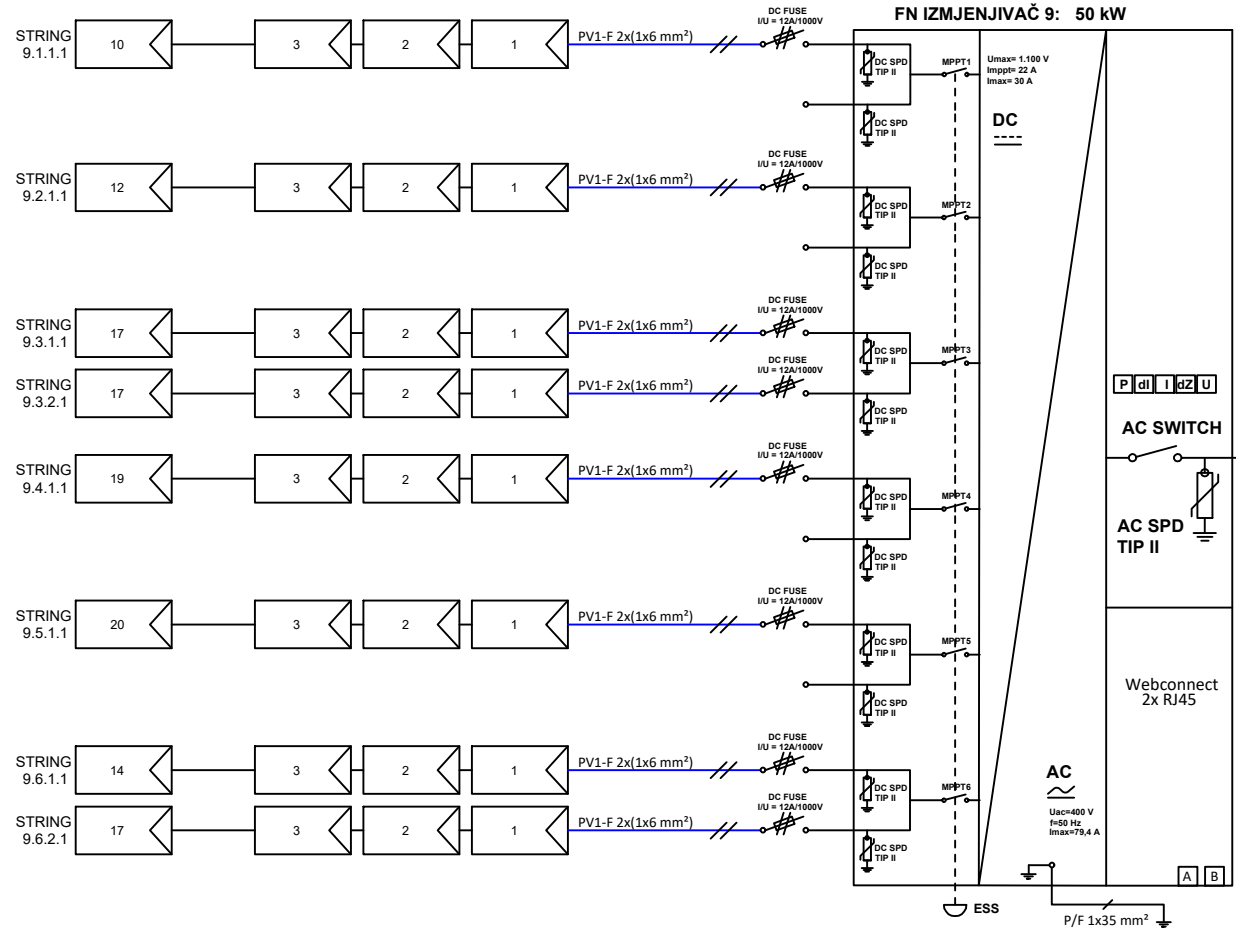 FN IZMJENJIVAČ 9: 50 kW
STRING
9.1.1.1
10
3
2
1
PV1-F 2x(1x6 mm²)
DC FUSE
I/U = 12A/1000V
DC SPD
TIP II
MPPT1
DC SPD
TIP II
Umax= 1.100 V
Imppt= 22 A
Imax= 30 A
DC
STRING
9.2.1.1
12
3
2
1
PV1-F 2x(1x6 mm²)
DC FUSE
I/U = 12A/1000V
DC SPD
TIP II
MPPT2
DC SPD
TIP II
STRING
9.3.1.1
17
3
2
1
PV1-F 2x(1x6 mm²)
DC FUSE
I/U = 12A/1000V
DC SPD
TIP II
MPPT3
STRING
9.3.2.1
17
3
2
1
PV1-F 2x(1x6 mm²)
DC FUSE
I/U = 12A/1000V
DC SPD
TIP II
P dI I dZ U
AC SWITCH
AC SPD
TIP II
STRING
9.4.1.1
19
3
2
1
PV1-F 2x(1x6 mm²)
DC FUSE
I/U = 12A/1000V
DC SPD
TIP II
MPPT4
DC SPD
TIP II
STRING
9.5.1.1
20
3
2
1
PV1-F 2x(1x6 mm²)
DC FUSE
I/U = 12A/1000V
DC SPD
TIP II
MPPT5
DC SPD
TIP II
Webconnect
2x RJ45
STRING
9.6.1.1
14
3
2
1
PV1-F 2x(1x6 mm²)
DC FUSE
I/U = 12A/1000V
DC SPD
TIP II
MPPT6
STRING
9.6.2.1
17
3
2
1
PV1-F 2x(1x6 mm²)
DC FUSE
I/U = 12A/1000V
DC SPD
TIP II
AC
Uac=400 V
f=50 Hz
Imax=79,4 A
A B
ESS
P/F 1x35 mm²